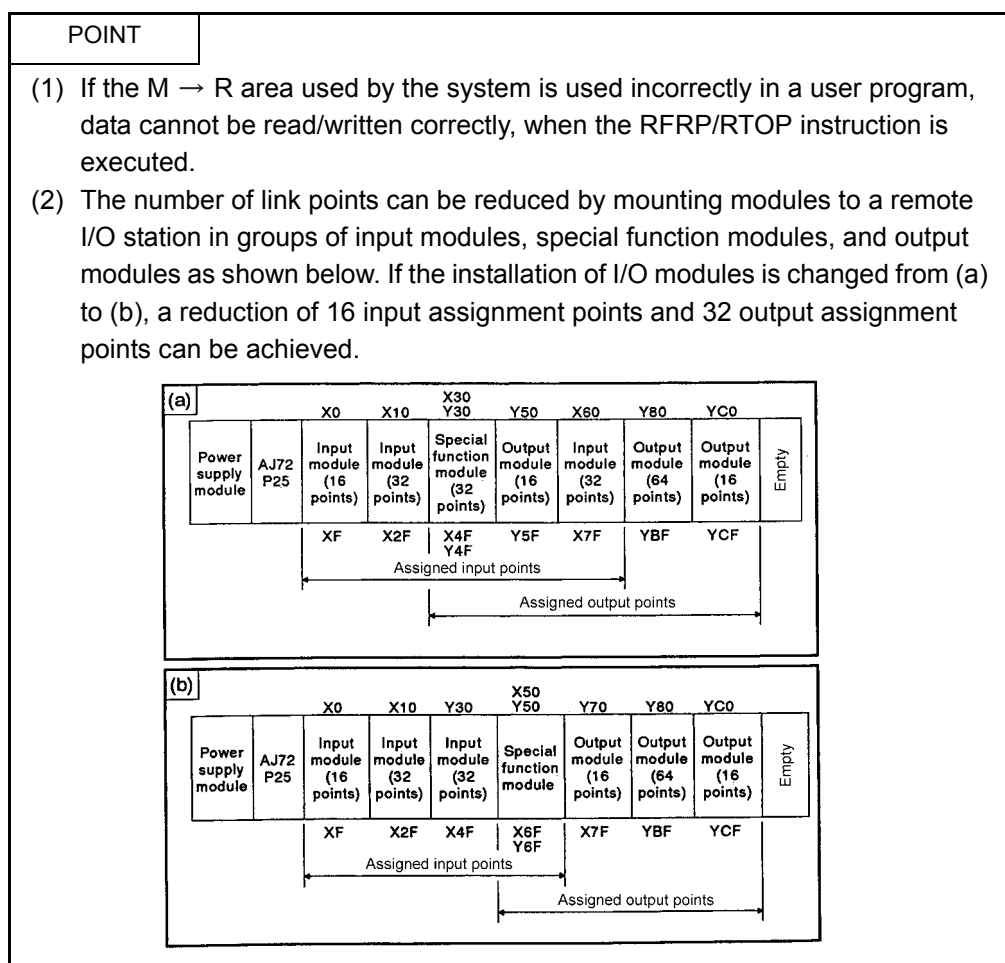 POINT
(1) If the M → R area used by the system is used incorrectly in a user program,
data cannot be read/written correctly, when the RFRP/RTOP instruction is
executed.
(2) The number of link points can be reduced by mounting modules to a remote
I/O station in groups of input modules, special function modules, and output
modules as shown below. If the installation of I/O modules is changed from (a)
to (b), a reduction of 16 input assignment points and 32 output assignment
points can be achieved.
(a)
X30
X0 X10 Y30 Y50 X60 Y80 YC0
Power
supply
module
AJ72
P25
Input
module
(16
points)
Input
module
(32
points)
Special
function
module
(32
points)
Output
module
(16
points)
Input
module
(32
points)
Output
module
(64
points)
Output
module
(16
points)
Empty
XF X2F X4F Y5F X7F YBF YCF
Y4F
Assigned input points
Assigned output points
(b)
X50
X0 X10 Y30 Y50 Y70 Y80 YC0
Power
supply
module
AJ72
P25
Input
module
(16
points)
Input
module
(32
points)
Input
module
(32
points)
Special
function
module
Output
module
(16
points)
Output
module
(64
points)
Output
module
(16
points)
Empty
XF X2F X4F X6F X7F YBF YCF
Y6F
Assigned input points
Assigned output points